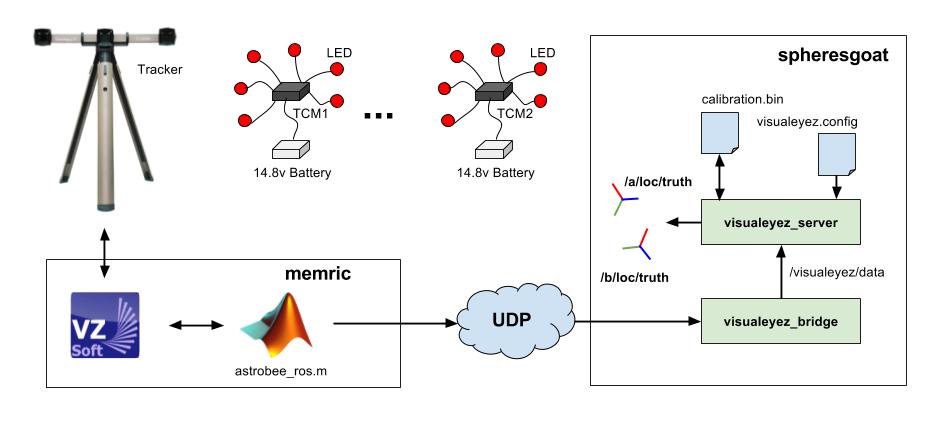 Tracker
LED
TCM1
14.8v Battery
...
LED
TCM2
14.8v Battery
spheresgoat
calibration.bin
visualeyez.config
/a/loc/truth
visualeyez_server
/b/loc/truth
/visualeyez/data
visualeyez_bridge
memric
VZ
Soft
astrobee_ros.m
UDP